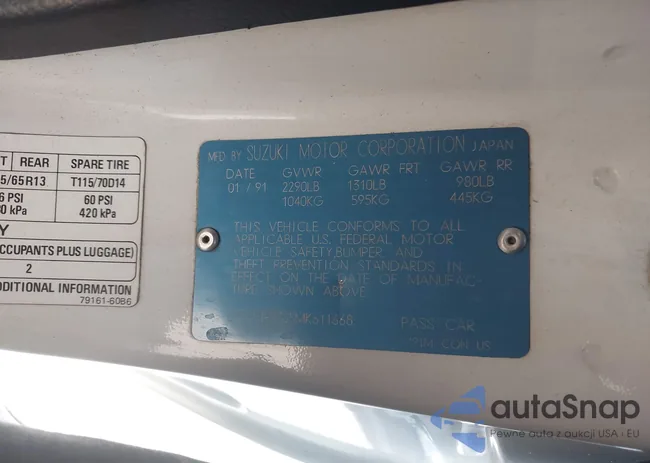 T REAR SPARE TIRE
5/65R13 T115/70D14
6 PSI 60 PSI
0 kPa 420 kPa
Y
CCUPANTS PLUS LUGGAGE)
2
DDITIONAL INFORMATION
79161-60B6
MFD BY SUZUKI MOTOR CORPORATION JAPAN
DATE GVWR GAWR FRT GAWR RR
01 / 91 2290LB 1310LB 980LB
1040KG 595KG 445KG
THIS VEHICLE CONFORMS TO ALL
APPLICABLE U.S. FEDERAL MOTOR
VEHICLE SAFETY,BUMPER, AND
THEFT PREVENTION STANDARDS IN
EFFECT ON THE DATE OF MANUFAC-
TURE SHOWN ABOVE
PASS CAR
autaSnap
Pewne auta z aukcji USA i EU